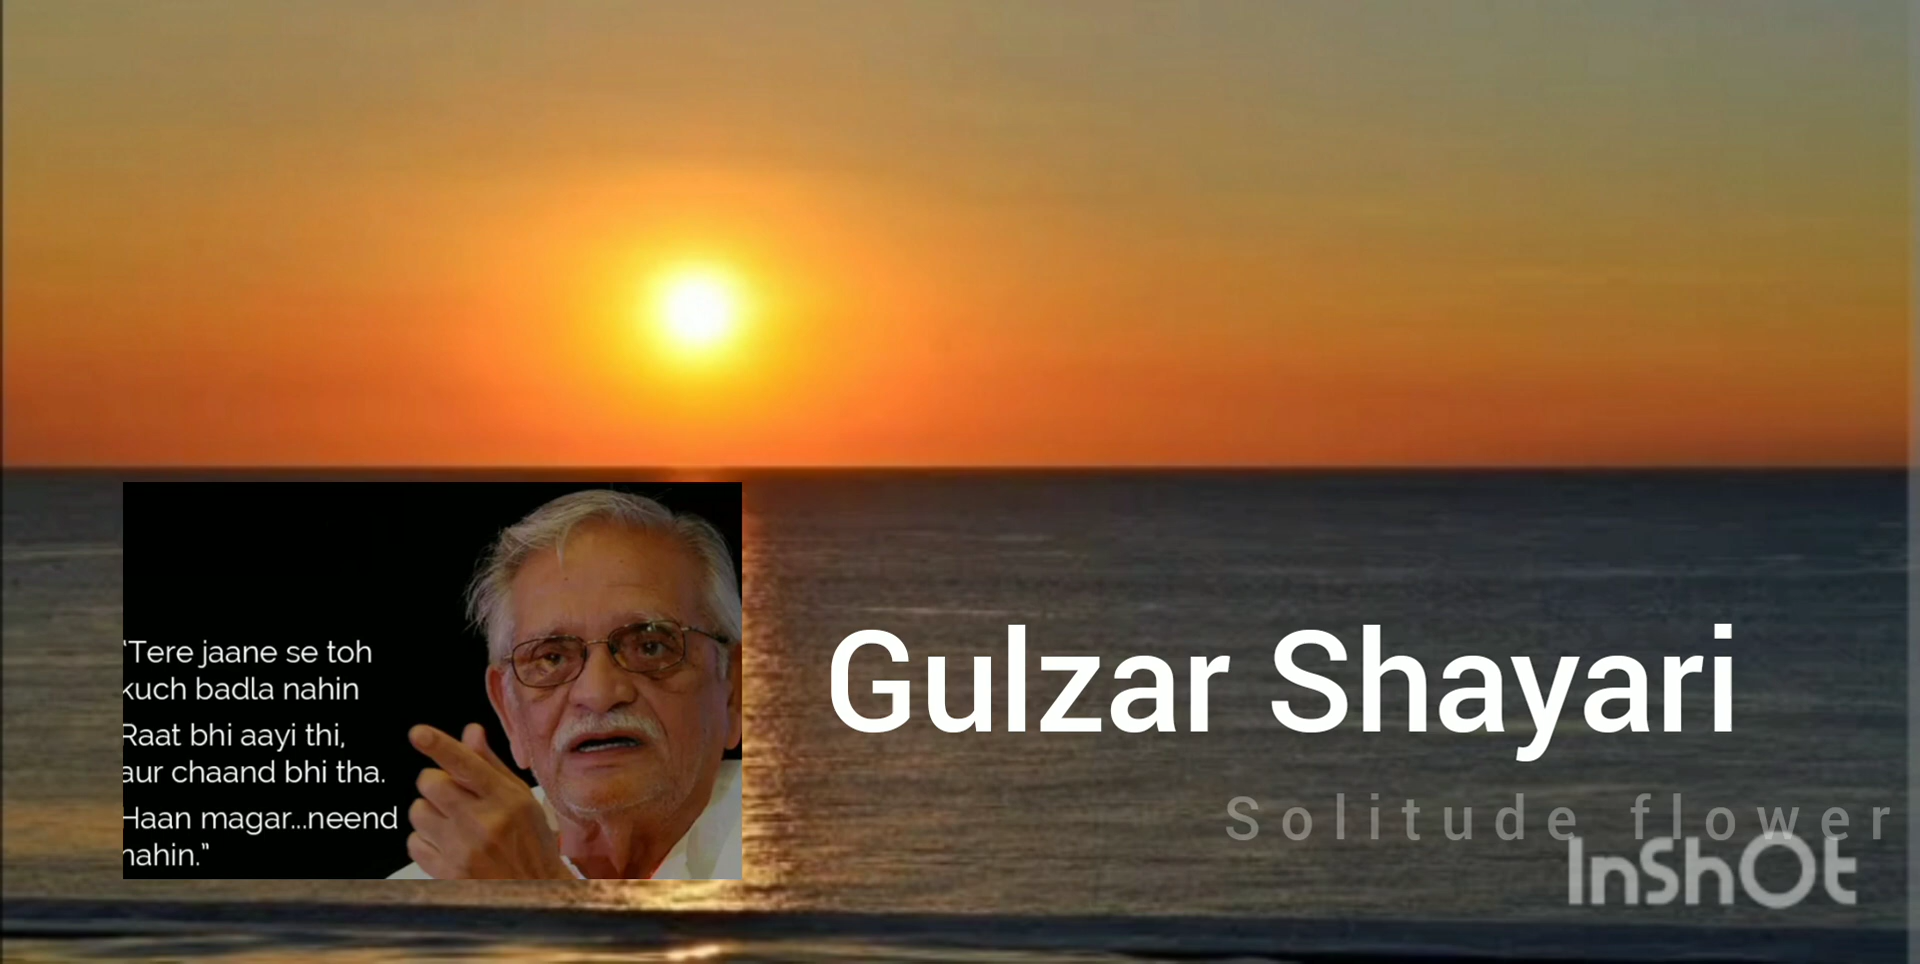 "Tere jaane se toh
kuch badla nahin
Raat bhi aayi thi,
aur chaand bhi tha.
Haan magar...neend
nahin."
Gulzar Shayari
Solitude flower
InShOt